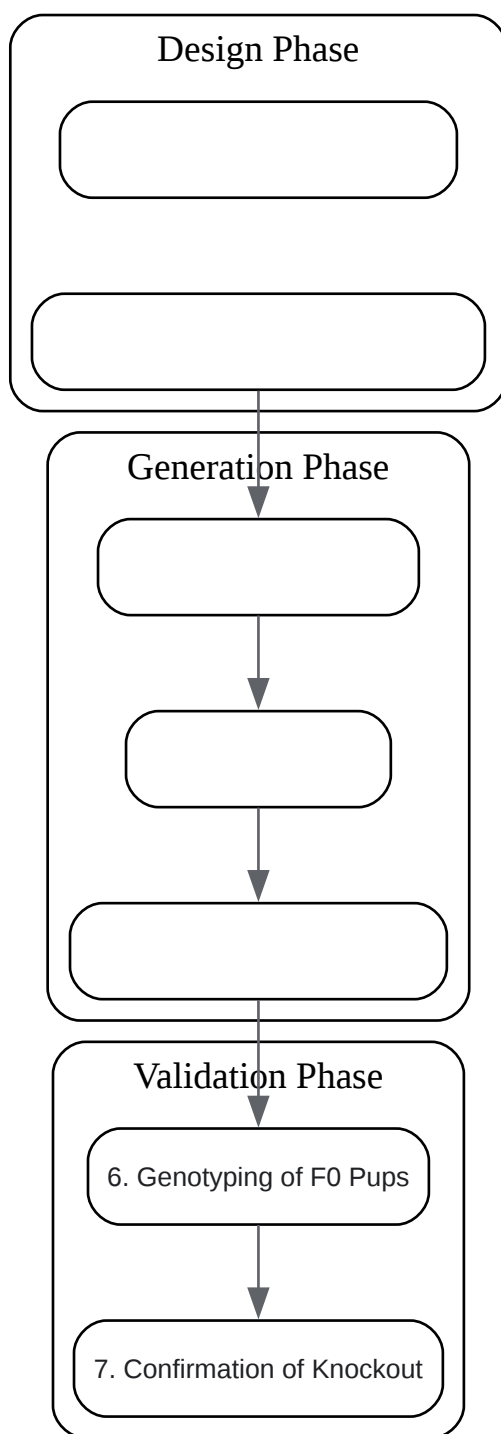 Design Phase
Generation Phase
Validation Phase
6. Genotyping of F0 Pups
7. Confirmation of Knockout